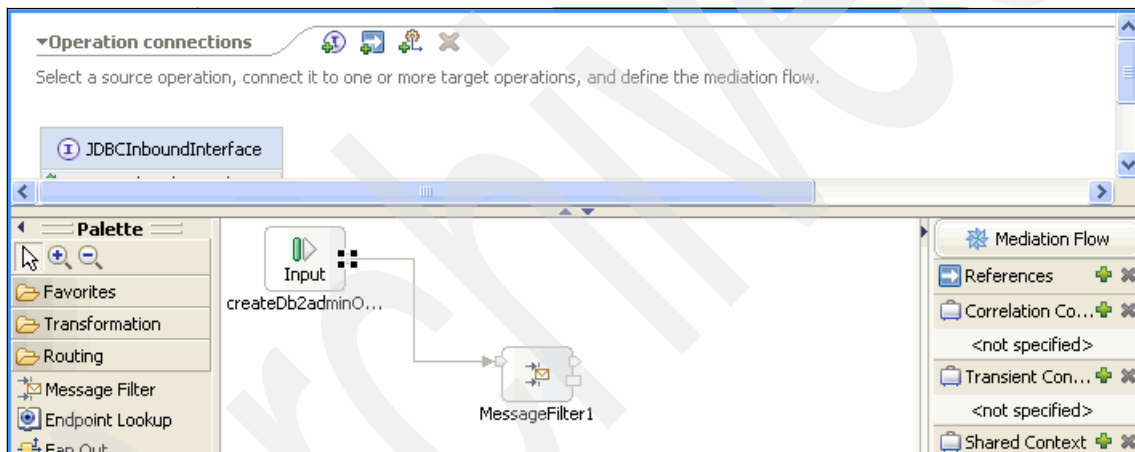 Operation connections
Select a source operation, connect it to one or more target operations, and define the mediation flow.
JDBCInboundInterface
Palette
Favorites
Transformation
Routing
Message Filter
Endpoint Lookup
Fan Out
Input
createDb2adminO...
MessageFilter1
Mediation Flow
References
Correlation Co...
<not specified>
Transient Con...
<not specified>
Shared Context